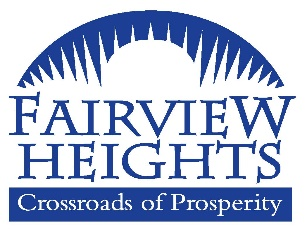 FAIRVIEW
HEIGHTS
Crossroads of Prosperity